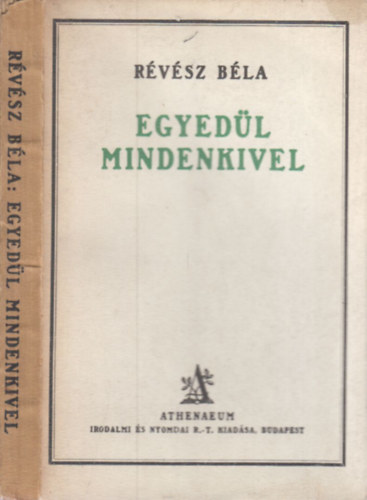 RÉVÉSZ BÉLA: EGYEDÜL MINDENKIVEL
RÉVÉSZ BÉLA
EGYEDÜL
MINDENKIVEL
A
ATHENAEUM
IRODALMI ÉS NYOMDAI R.-T. KIADÁSA, BUDAPEST